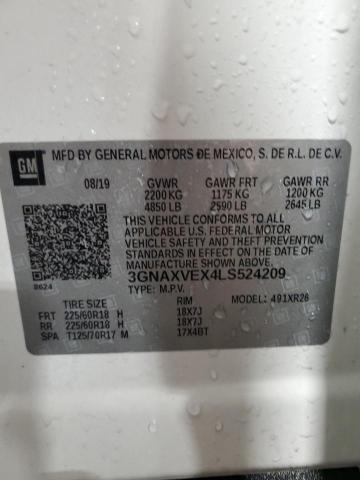 GM
MFD BY GENERAL MOTORS DE MEXICO, S. DE R.L. DE C.V.
08/19 GVWR GAWR FRT GAWR RR
2200 KG 1175 KG 1200 KG
4850 LB 2590 LB 2645 LB
THIS VEHICLE CONFORMS TO ALL
APPLICABLE U.S. FEDERAL MOTOR
VEHICLE SAFETY AND THEFT
PREVENTION STANDARDS IN EFFECT ON
THE DATE OF MANUFACTURE SHOWN ABOVE.
3GNAXVEX4LS524209
8624 TYPE: M.P.V. MODEL: 491XR26
TIRE SIZE RIM
FRT 225/60R18 H 18X7J
RR 225/60R18 H 18X7J
SPA T125/70R17 M 17X4BT